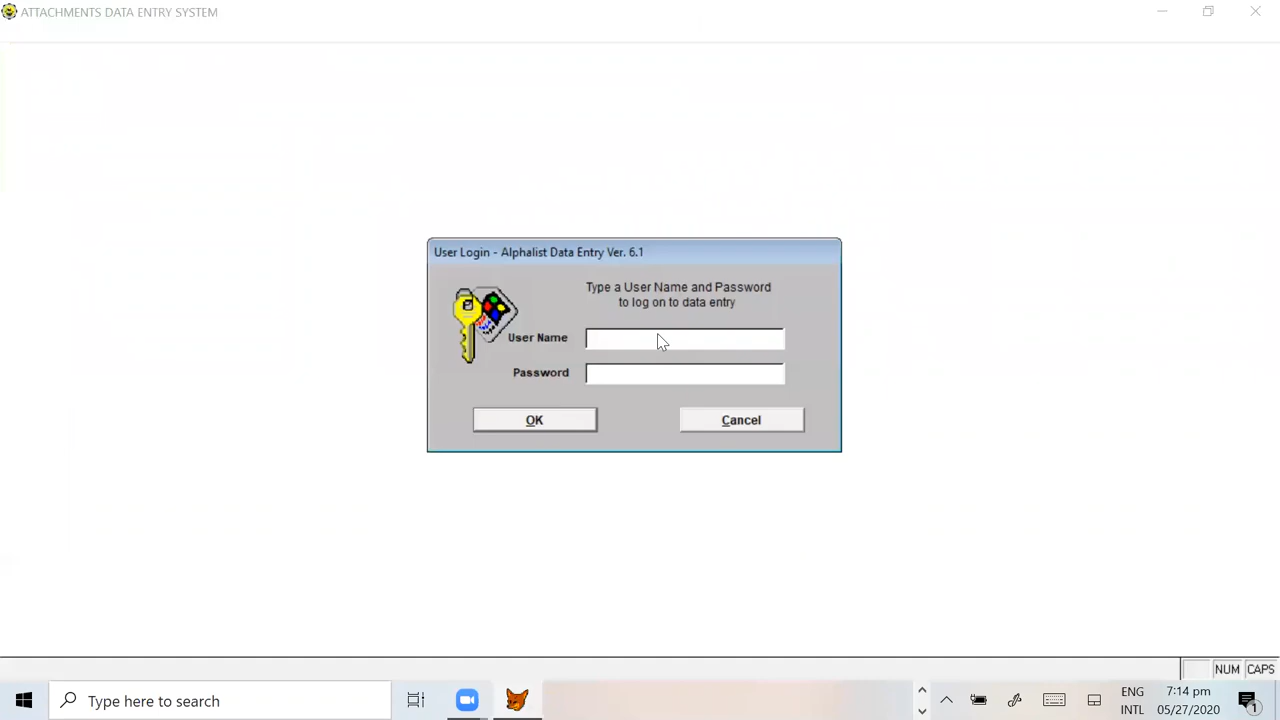 ATTACHMENTS DATA ENTRY SYSTEM
User Login - Alphalist Data Entry Ver. 6.1
Type a User Name and Password
to log on to data entry
User Name
Password
OK
Cancel
NUM
CAPS
Type here to search
ENG
INTL
7:14 pm
05/27/2020
1